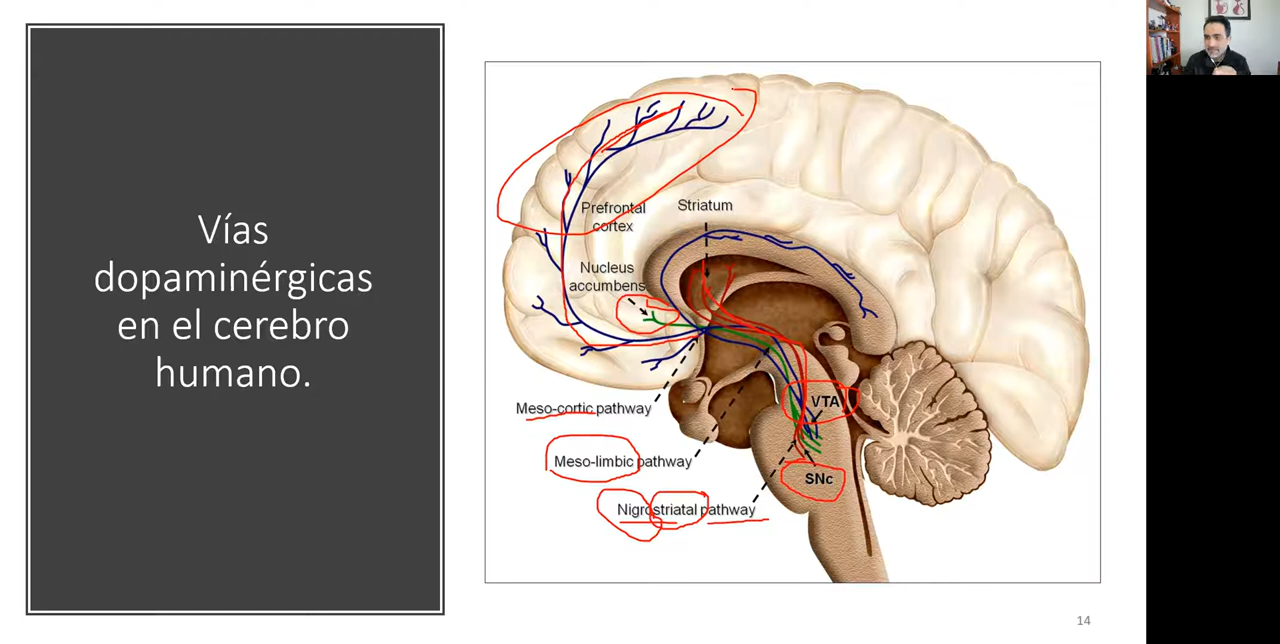 Vías
dopaminérgicas
en el cerebro
humano.
Prefrontal
cortex
Striatum
Nucleus
accumbens
VTA
Meso-cortic pathway
Meso-limbic pathway
SNc
Nigrostriatal pathway
14